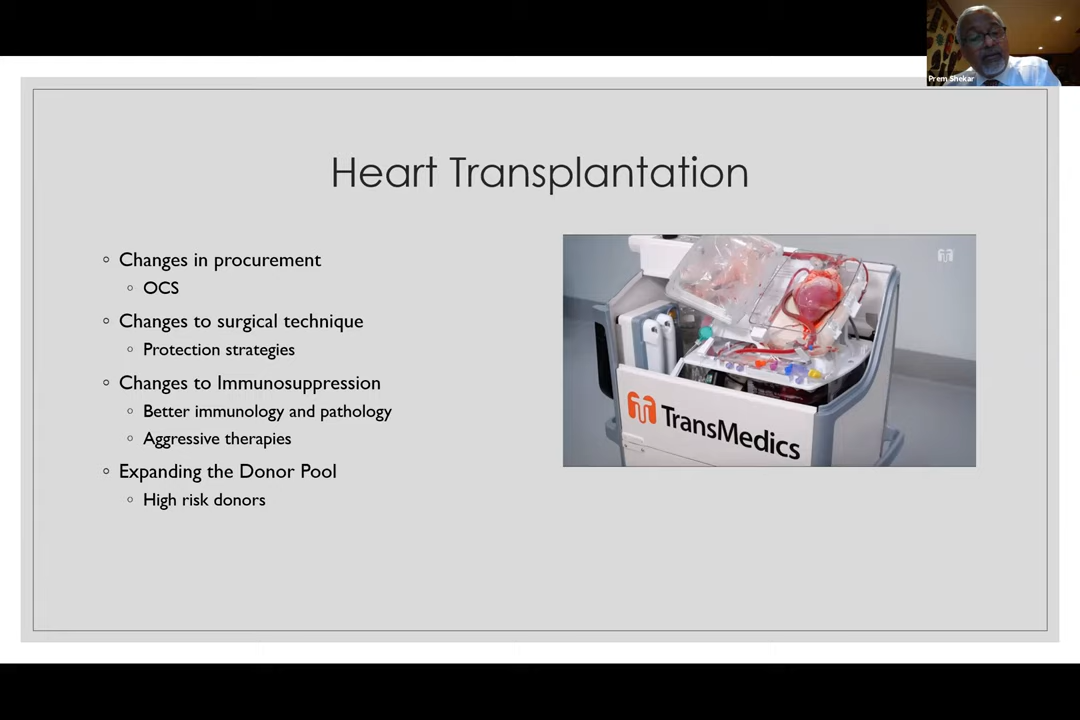 Prem Shekar
Heart Transplantation
Changes in procurement
OCS
Changes to surgical technique
Protection strategies
Changes to Immunosuppression
Better immunology and pathology
Aggressive therapies
Expanding the Donor Pool
High risk donors
TransMedics